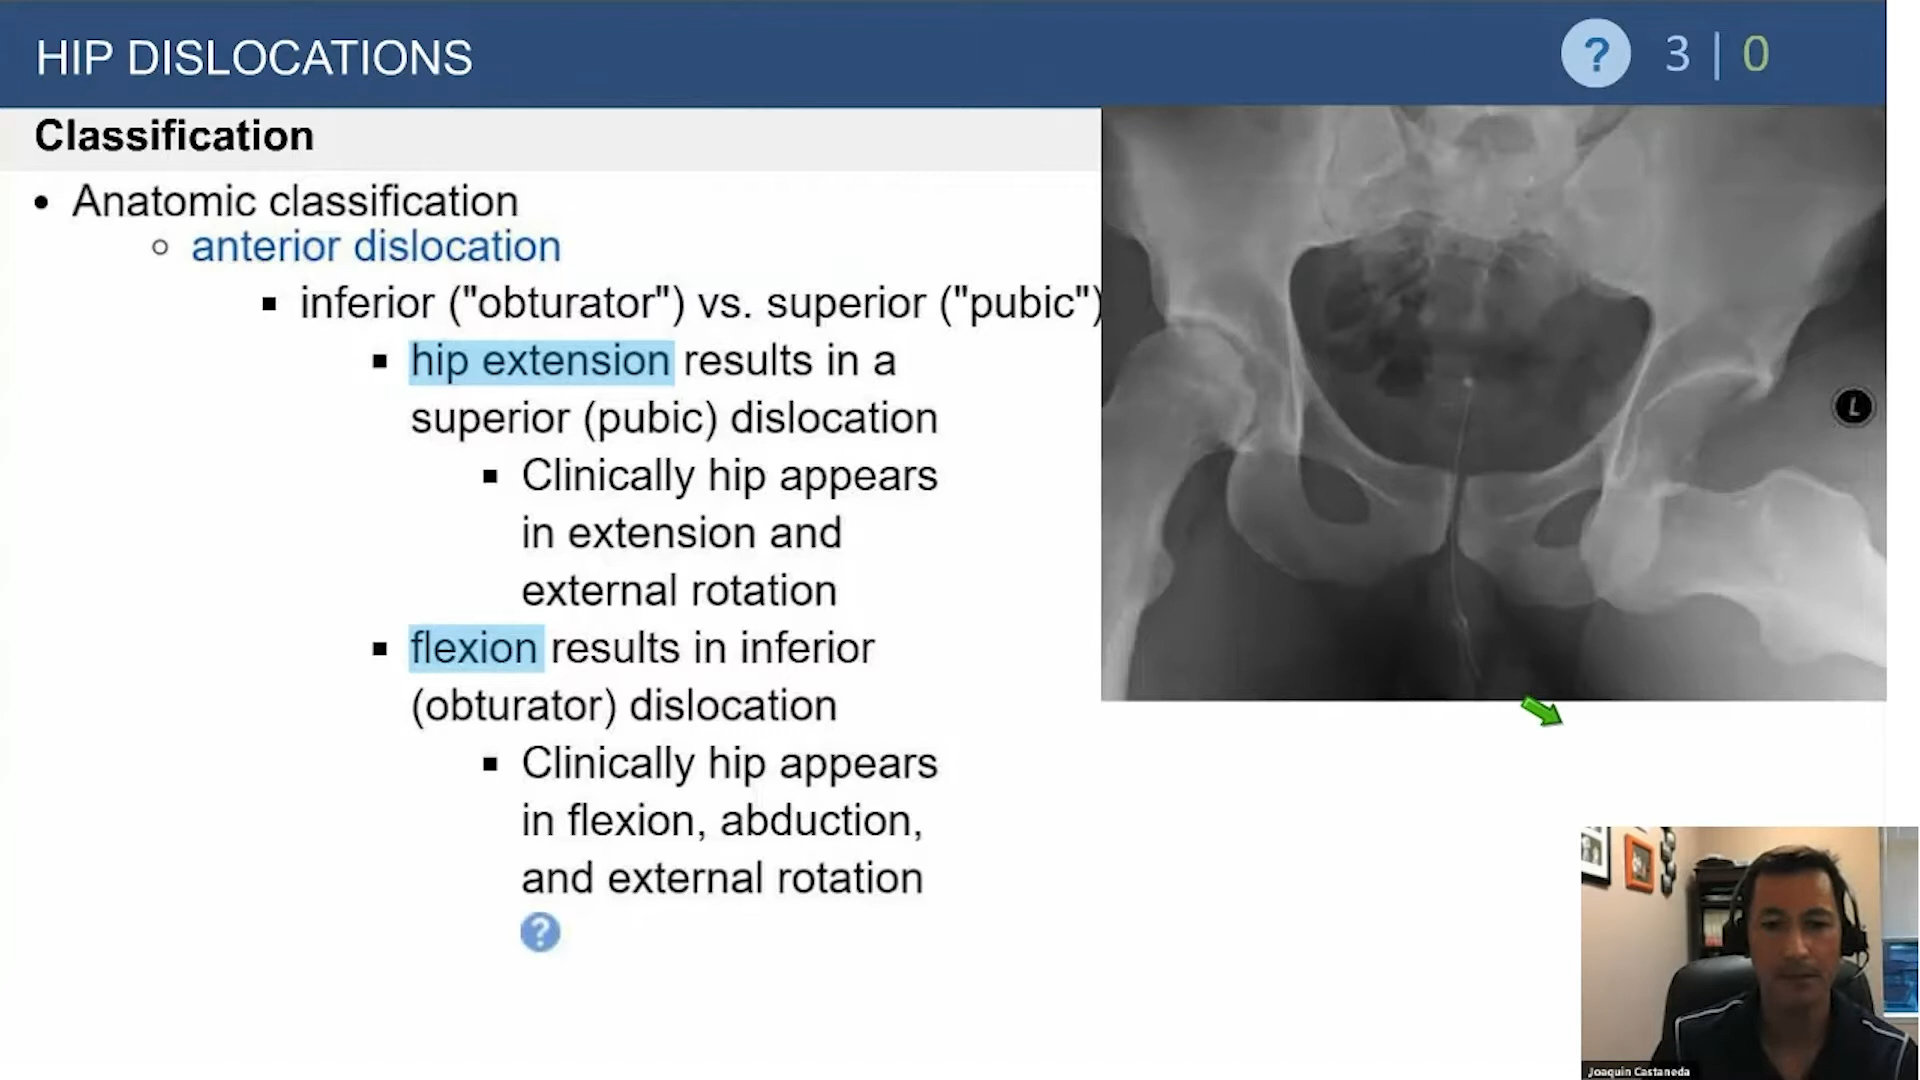 HIP DISLOCATIONS
? 3 | 0
Classification
• Anatomic classification
○ anterior dislocation
▪ inferior ("obturator") vs. superior ("pubic")
▪ hip extension results in a
superior (pubic) dislocation
▪ Clinically hip appears
in extension and
external rotation
▪ flexion results in inferior
(obturator) dislocation
▪ Clinically hip appears
in flexion, abduction,
and external rotation
?
L
Joaquin Castaneda